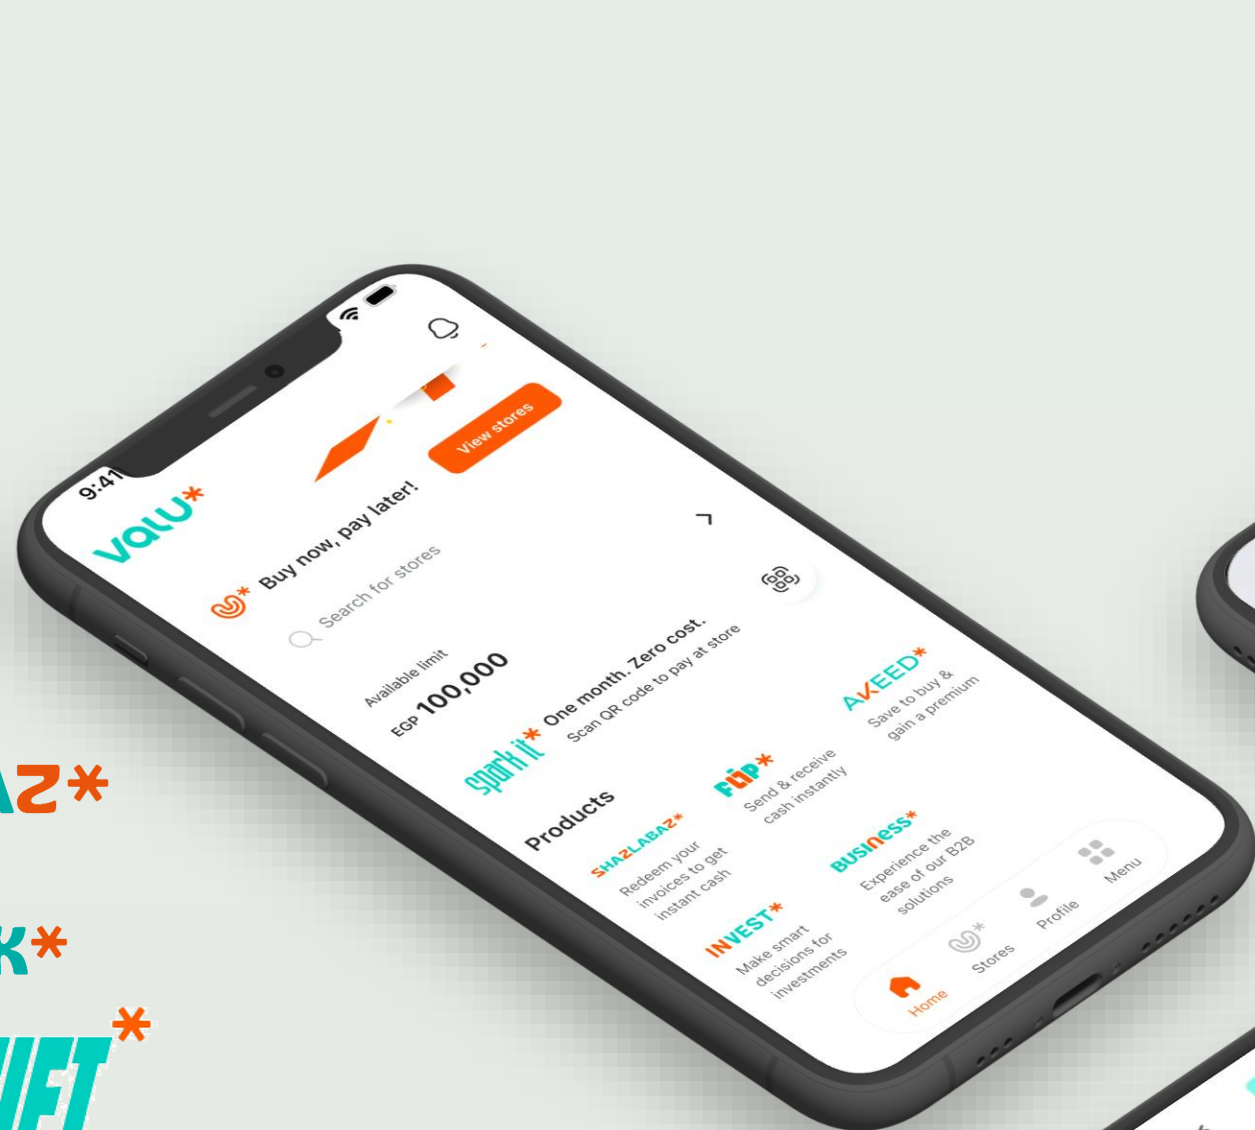 9:41
valu*
Buy now, pay later!
View stores
Search for stores
Available limit
EGP 100,000
spark it*
One month. Zero cost.
Scan QR code to pay at store
Products
SHA2LABAZ*
Redeem your
invoices to get
instant cash
FLIP*
Send & receive
cash instantly
AKEED*
Save to buy &
gain a premium
INVEST*
Make smart
decisions for
investments
BUSINESS*
Experience the
ease of our B2B
solutions
Home
Stores
Profile
Menu
AZ*
K*